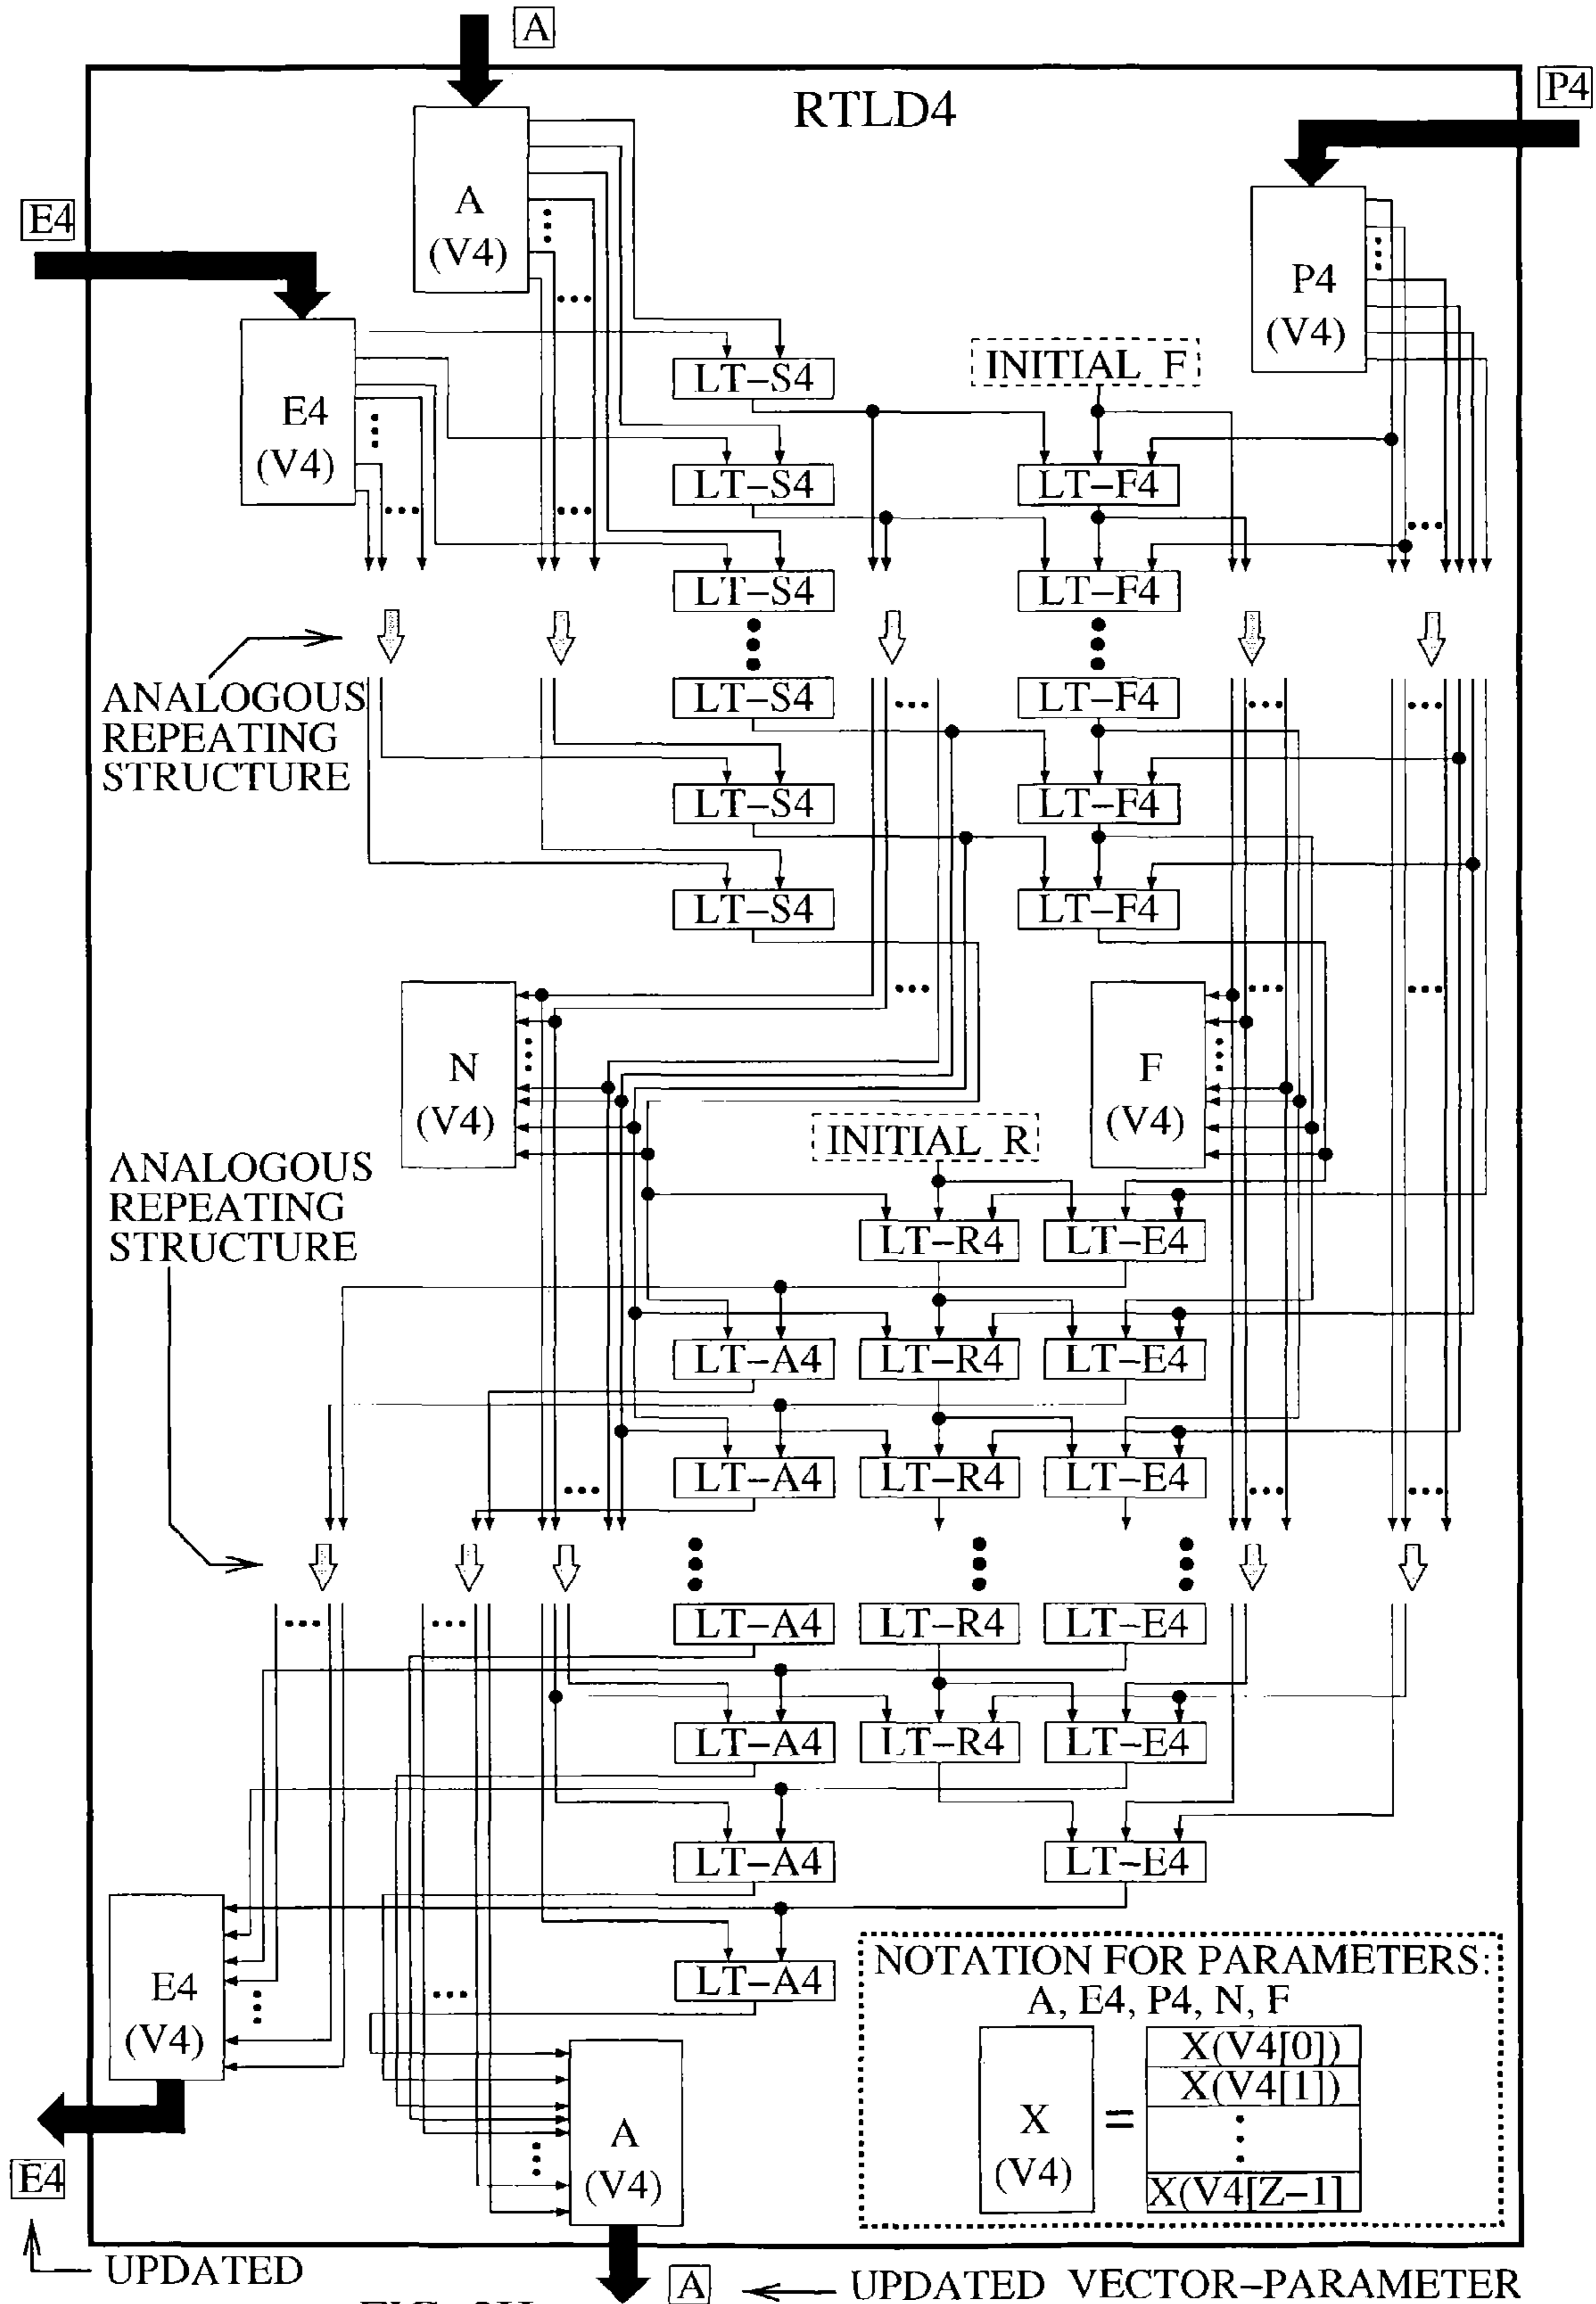 A
RTLD4
P4
A
(V4)
E4
P4
(V4)
E4
(V4)
INITIAL F
LT-S4
LT-S4 LT-F4
LT-S4 LT-F4
ANALOGOUS
REPEATING
STRUCTURE
LT-S4 LT-F4
LT-S4 LT-F4
LT-S4 LT-F4
N
(V4)
F
(V4)
INITIAL R
ANALOGOUS
REPEATING
STRUCTURE
LT-R4 LT-E4
LT-A4 LT-R4 LT-E4
LT-A4 LT-R4 LT-E4
LT-A4 LT-R4 LT-E4
LT-A4 LT-R4 LT-E4
LT-A4 LT-E4
LT-A4
E4
(V4)
NOTATION FOR PARAMETERS:
A, E4, P4, N, F
X
(V4)
=
X(V4[0])
X(V4[1])
X(V4[Z-1]
A
(V4)
E4
UPDATED
A
UPDATED VECTOR-PARAMETER